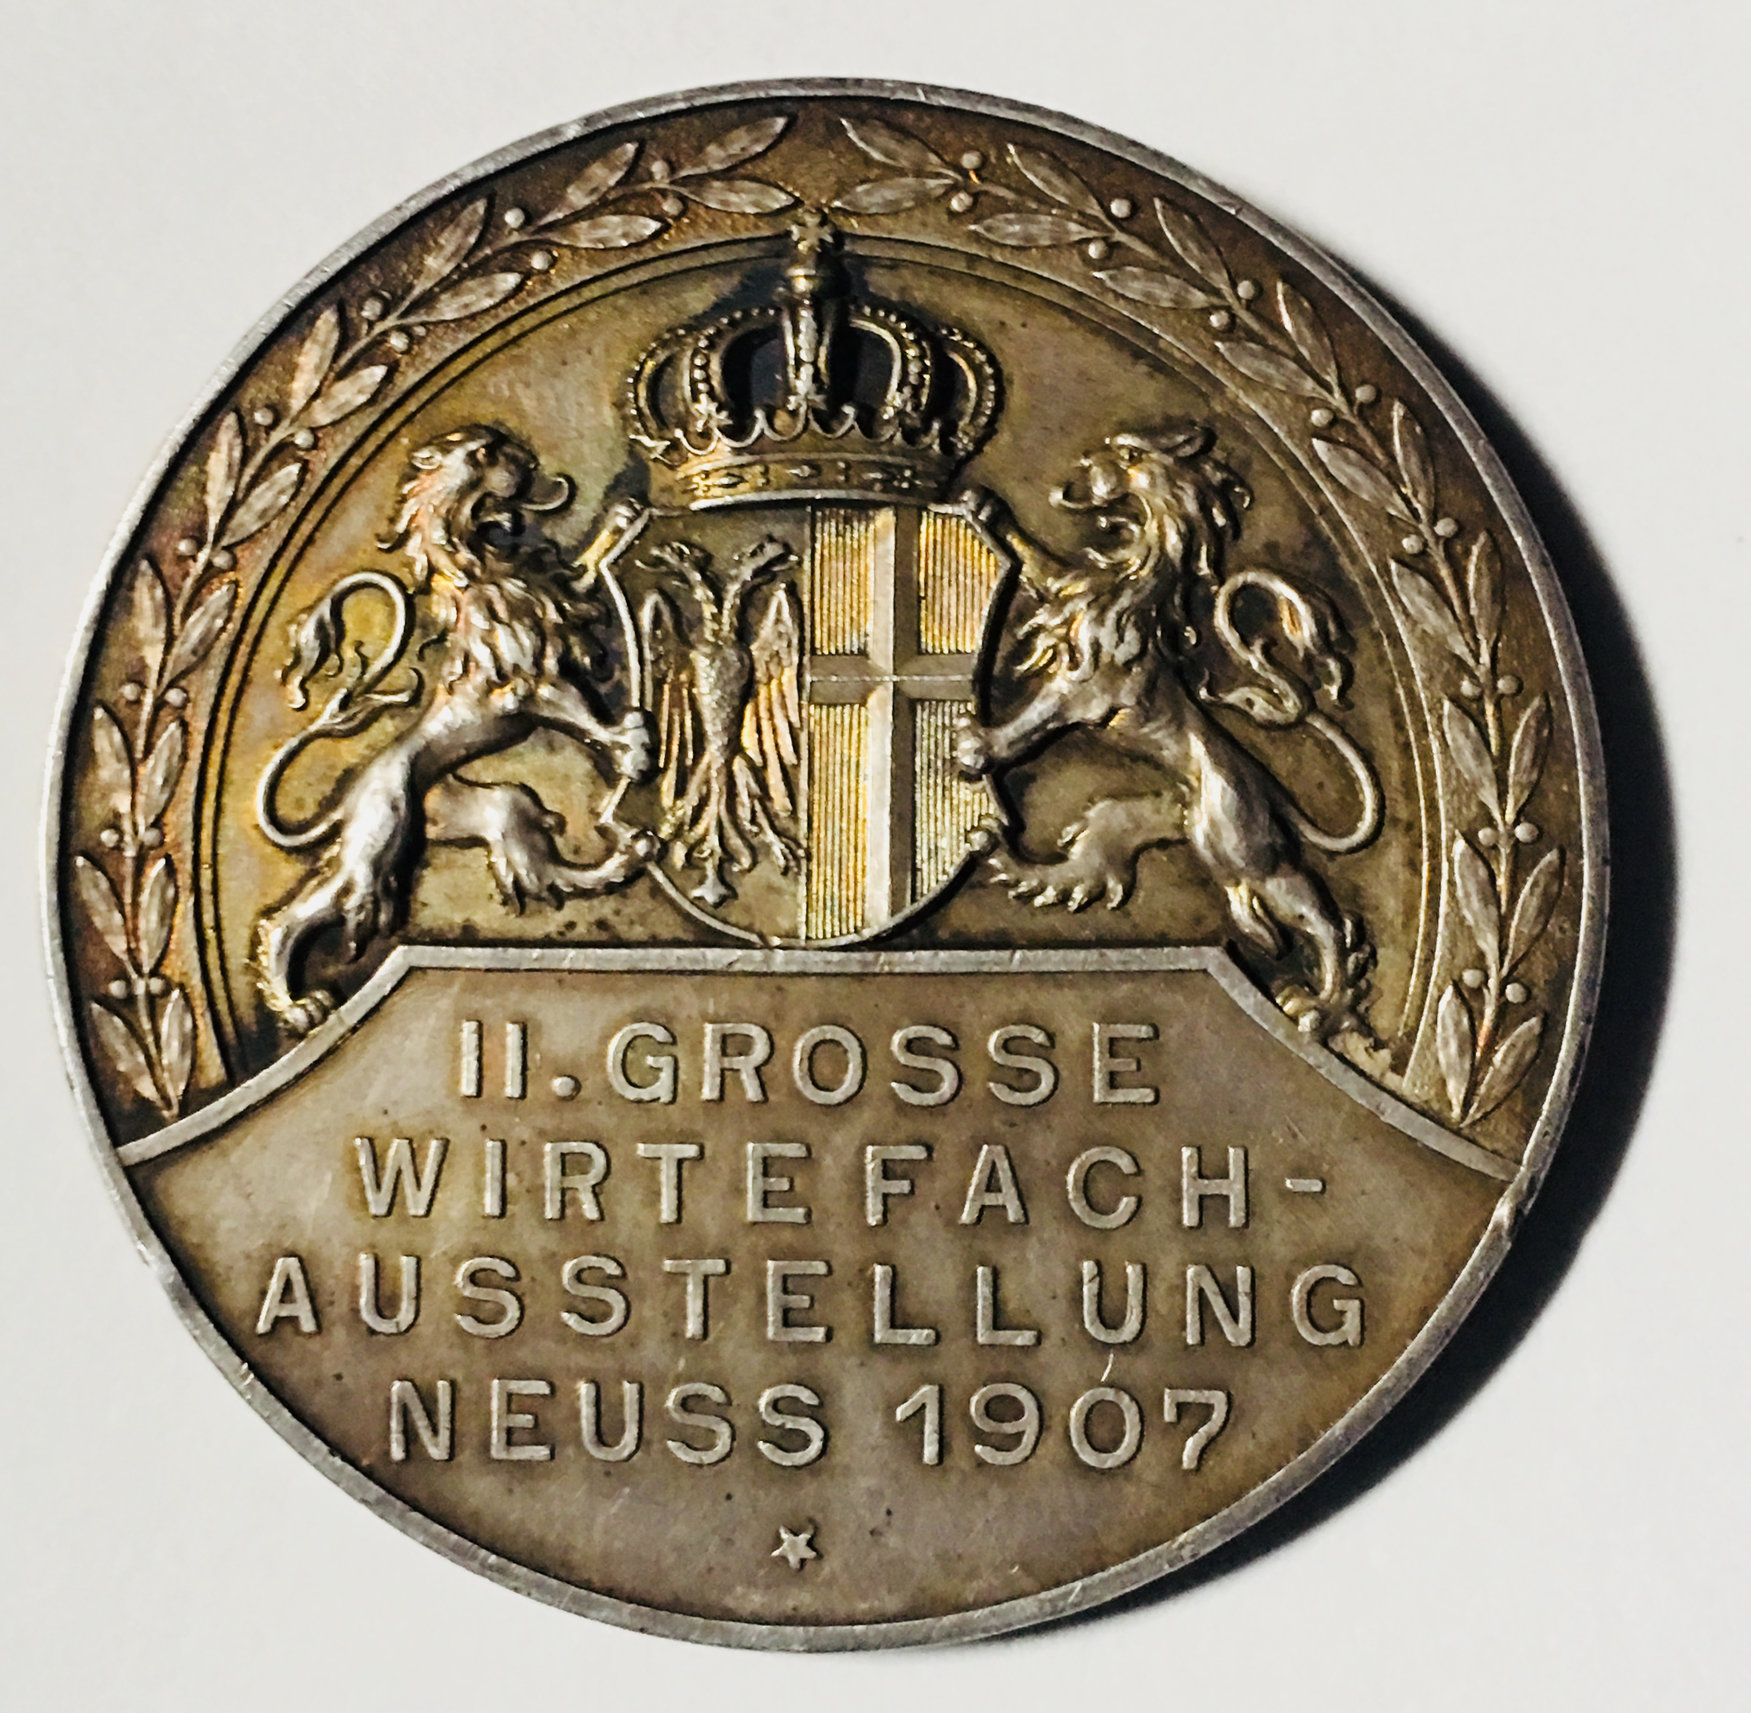 II. GROSSE
WIRTEFACH-
AUSSTELLUNG
NEUSS 1907